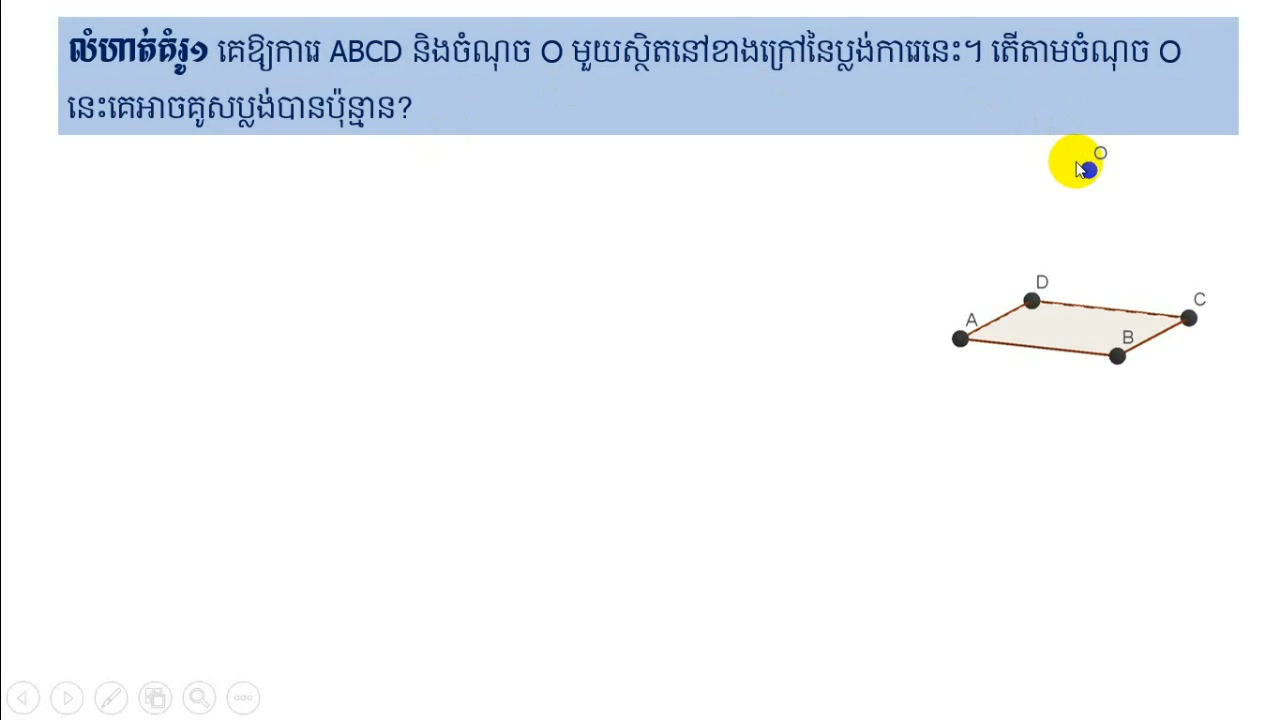 លំហាត់គំរូ១ គេឱ្យការេ ABCD និងចំណុច O មួយស្ថិតនៅខាងក្រៅនៃប្លង់ការេនេះ។ តើតាមចំណុច O
នេះគេអាចគូសប្លង់បានប៉ុន្មាន?
O
D
C
A
B